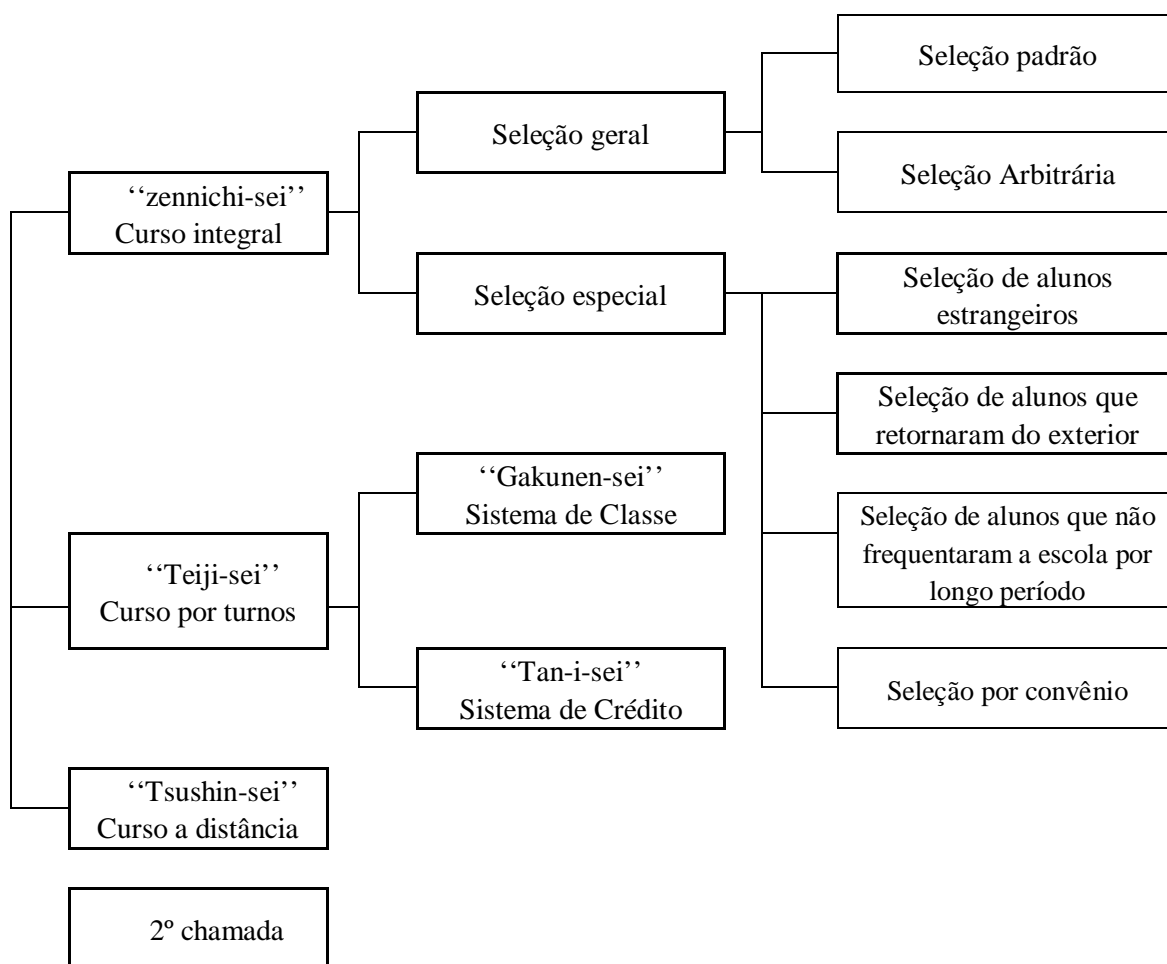 Seleção padrão
Seleção geral
Seleção Arbitrária
‘‘zennichi-sei’’
Curso integral
Seleção especial
Seleção de alunos
estrangeiros
Seleção de alunos que
retornaram do exterior
‘‘Gakunen-sei’’
Sistema de Classe
Seleção de alunos que não
frequentaram a escola por
longo período
‘‘Teiji-sei’’
Curso por turnos
‘‘Tan-i-sei’’
Sistema de Crédito
Seleção por convênio
‘‘Tsushin-sei’’
Curso a distância
2º chamada